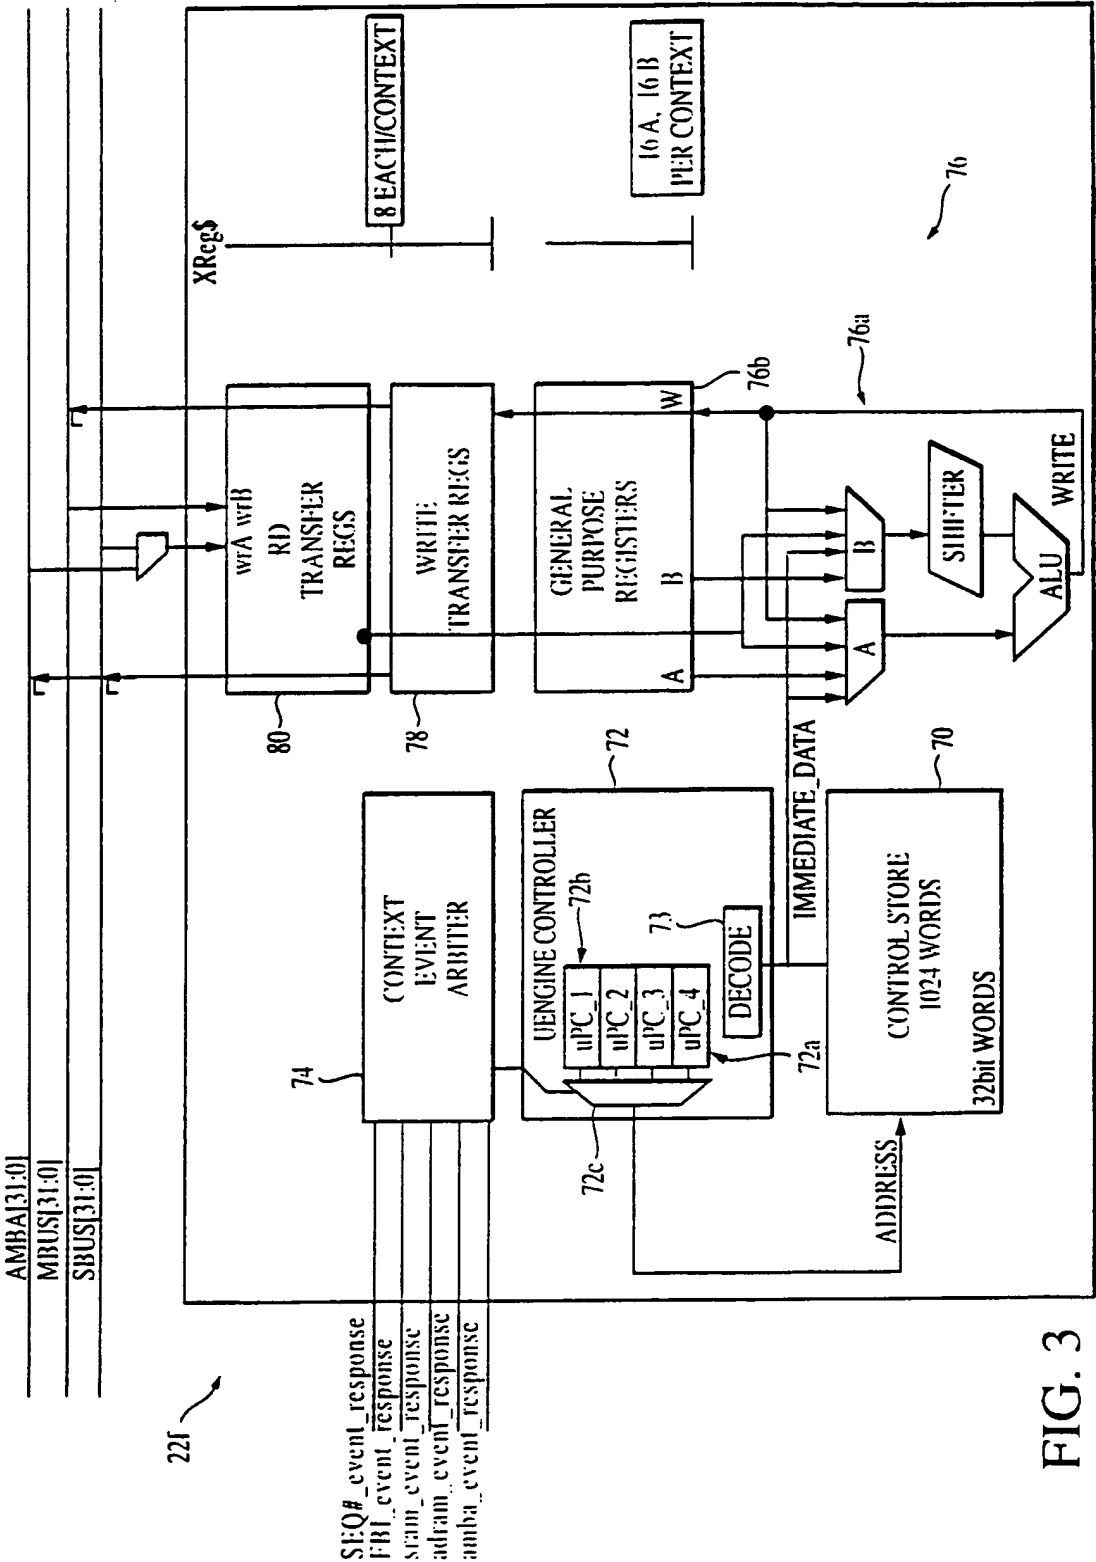 AMBA[31:0]
MBUS[31:0]
SBUS[31:0]
22f
SEQ#_event_response
FBI_event_response
sram_event_response
adram_event_response
amba_event_response
74
CONTEXT
EVENT
ARBITER
72
UENGINE CONTROLLER
72b
uPC_1
uPC_2
uPC_3
uPC_4
72a
72c
73
DECODE
ADDRESS
IMMEDIATE_DATA
70
CONTROL STORE
1024 WORDS
32bit WORDS
80
wrA wrB
RD
TRANSFER
REGS
78
WRITE
TRANSFER REGS
GENERAL
PURPOSE
REGISTERS
A
B
W
76b
A
B
76a
SHIFTER
ALU
WRITE
XReg$
8 EACH/CONTEXT
16 A, 16 B
PER CONTEXT
76
FIG. 3